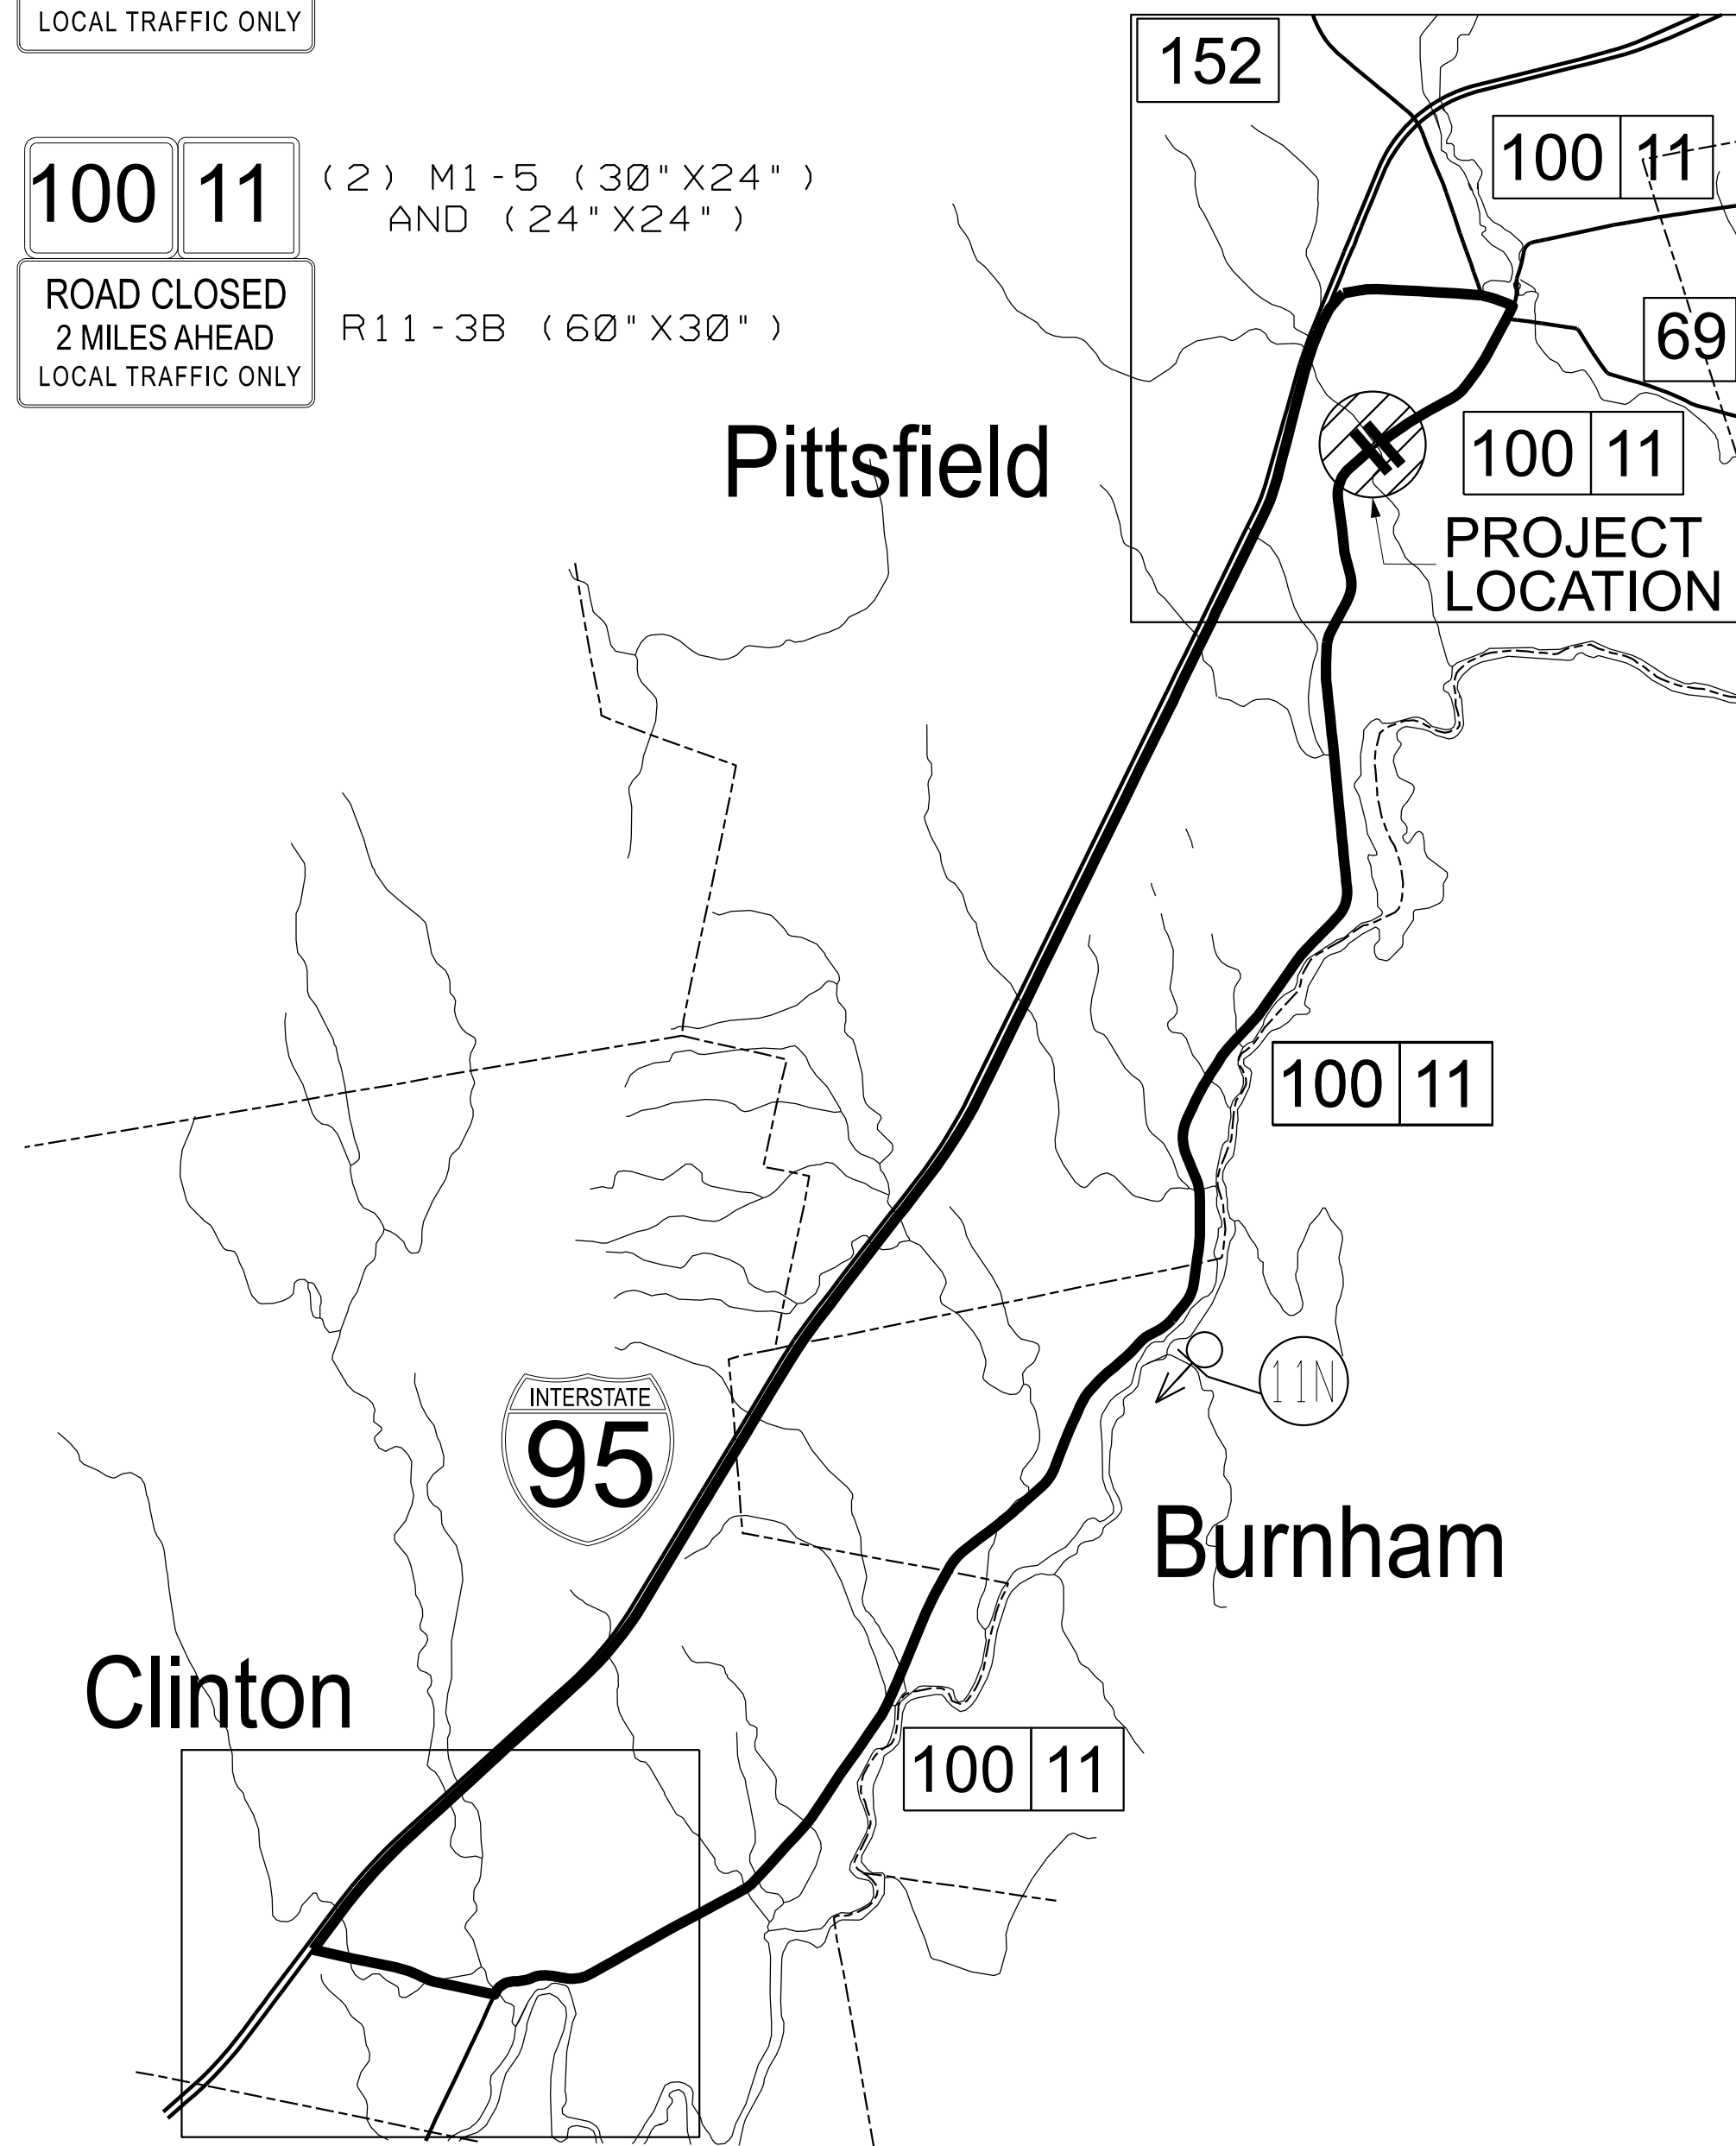 LOCAL TRAFFIC ONLY
152
100 11
100 11
(2) M1-5 (30"X24")
AND (24"X24")
ROAD CLOSED
2 MILES AHEAD
LOCAL TRAFFIC ONLY
R11-3B (60"X30")
69
Pittsfield
100 11
PROJECT
LOCATION
100 11
11N
INTERSTATE
95
Burnham
Clinton
100 11